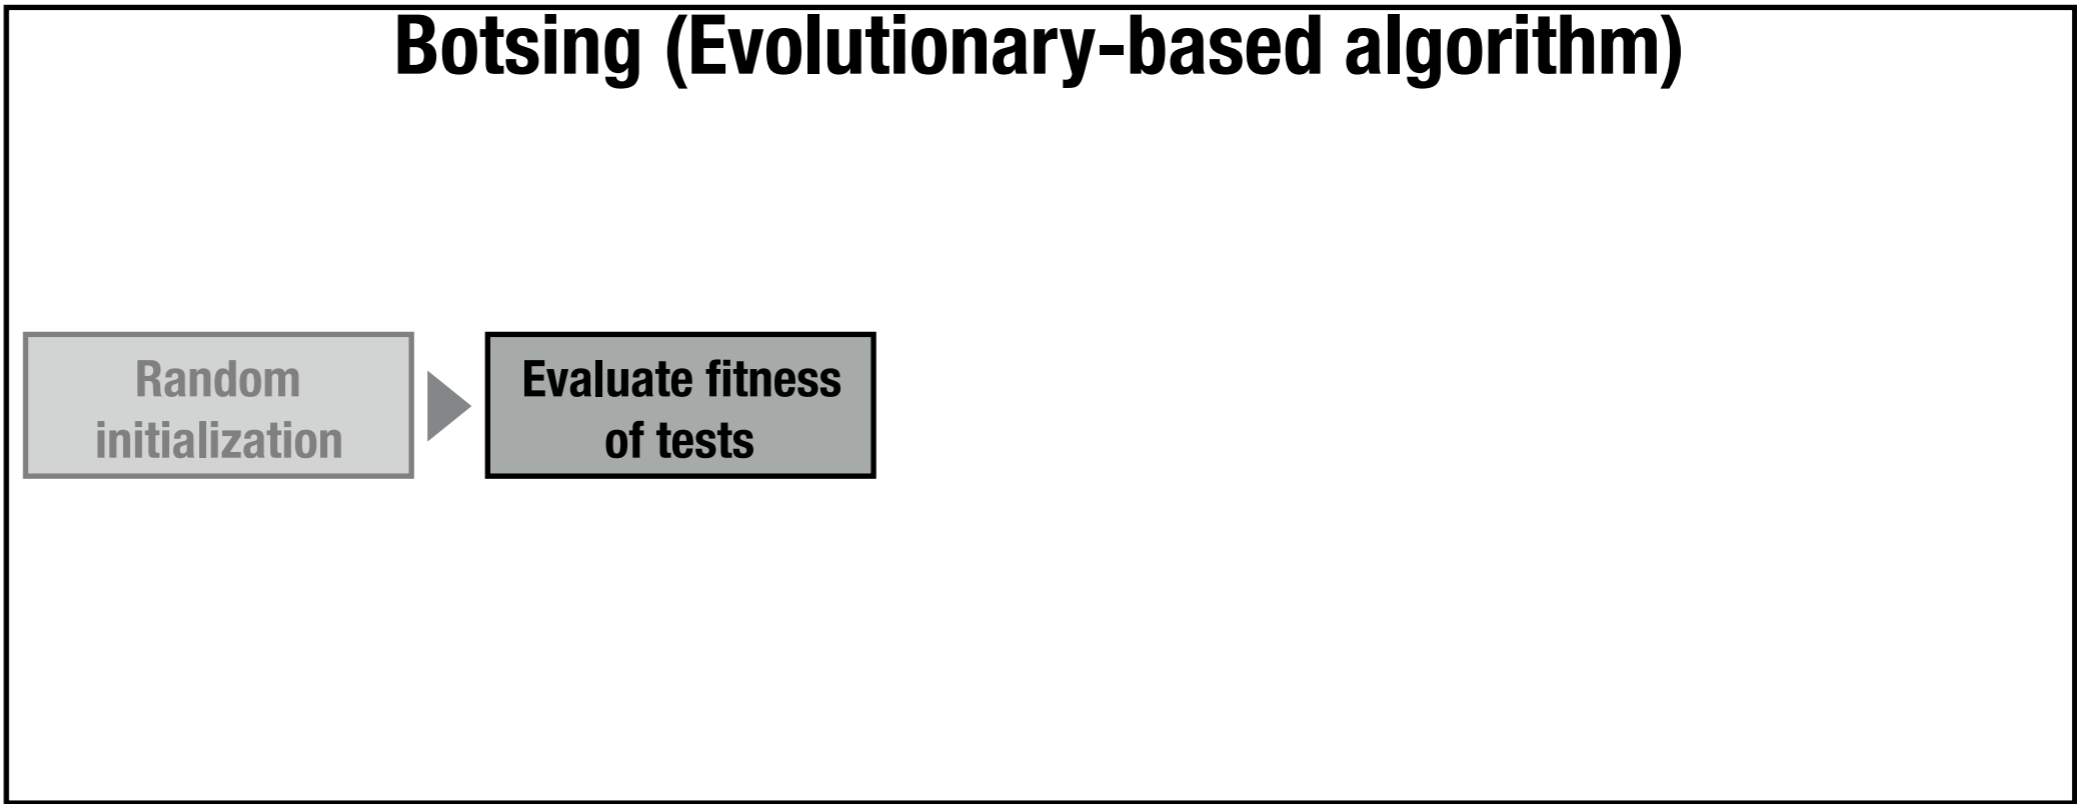 Botsing (Evolutionary-based algorithm)
Random
initialization
Evaluate fitness
of tests